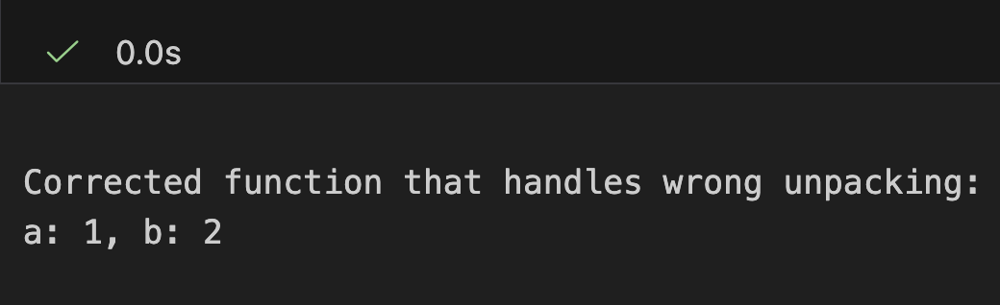 0.0s
Corrected function that handles wrong unpacking:
a: 1, b: 2